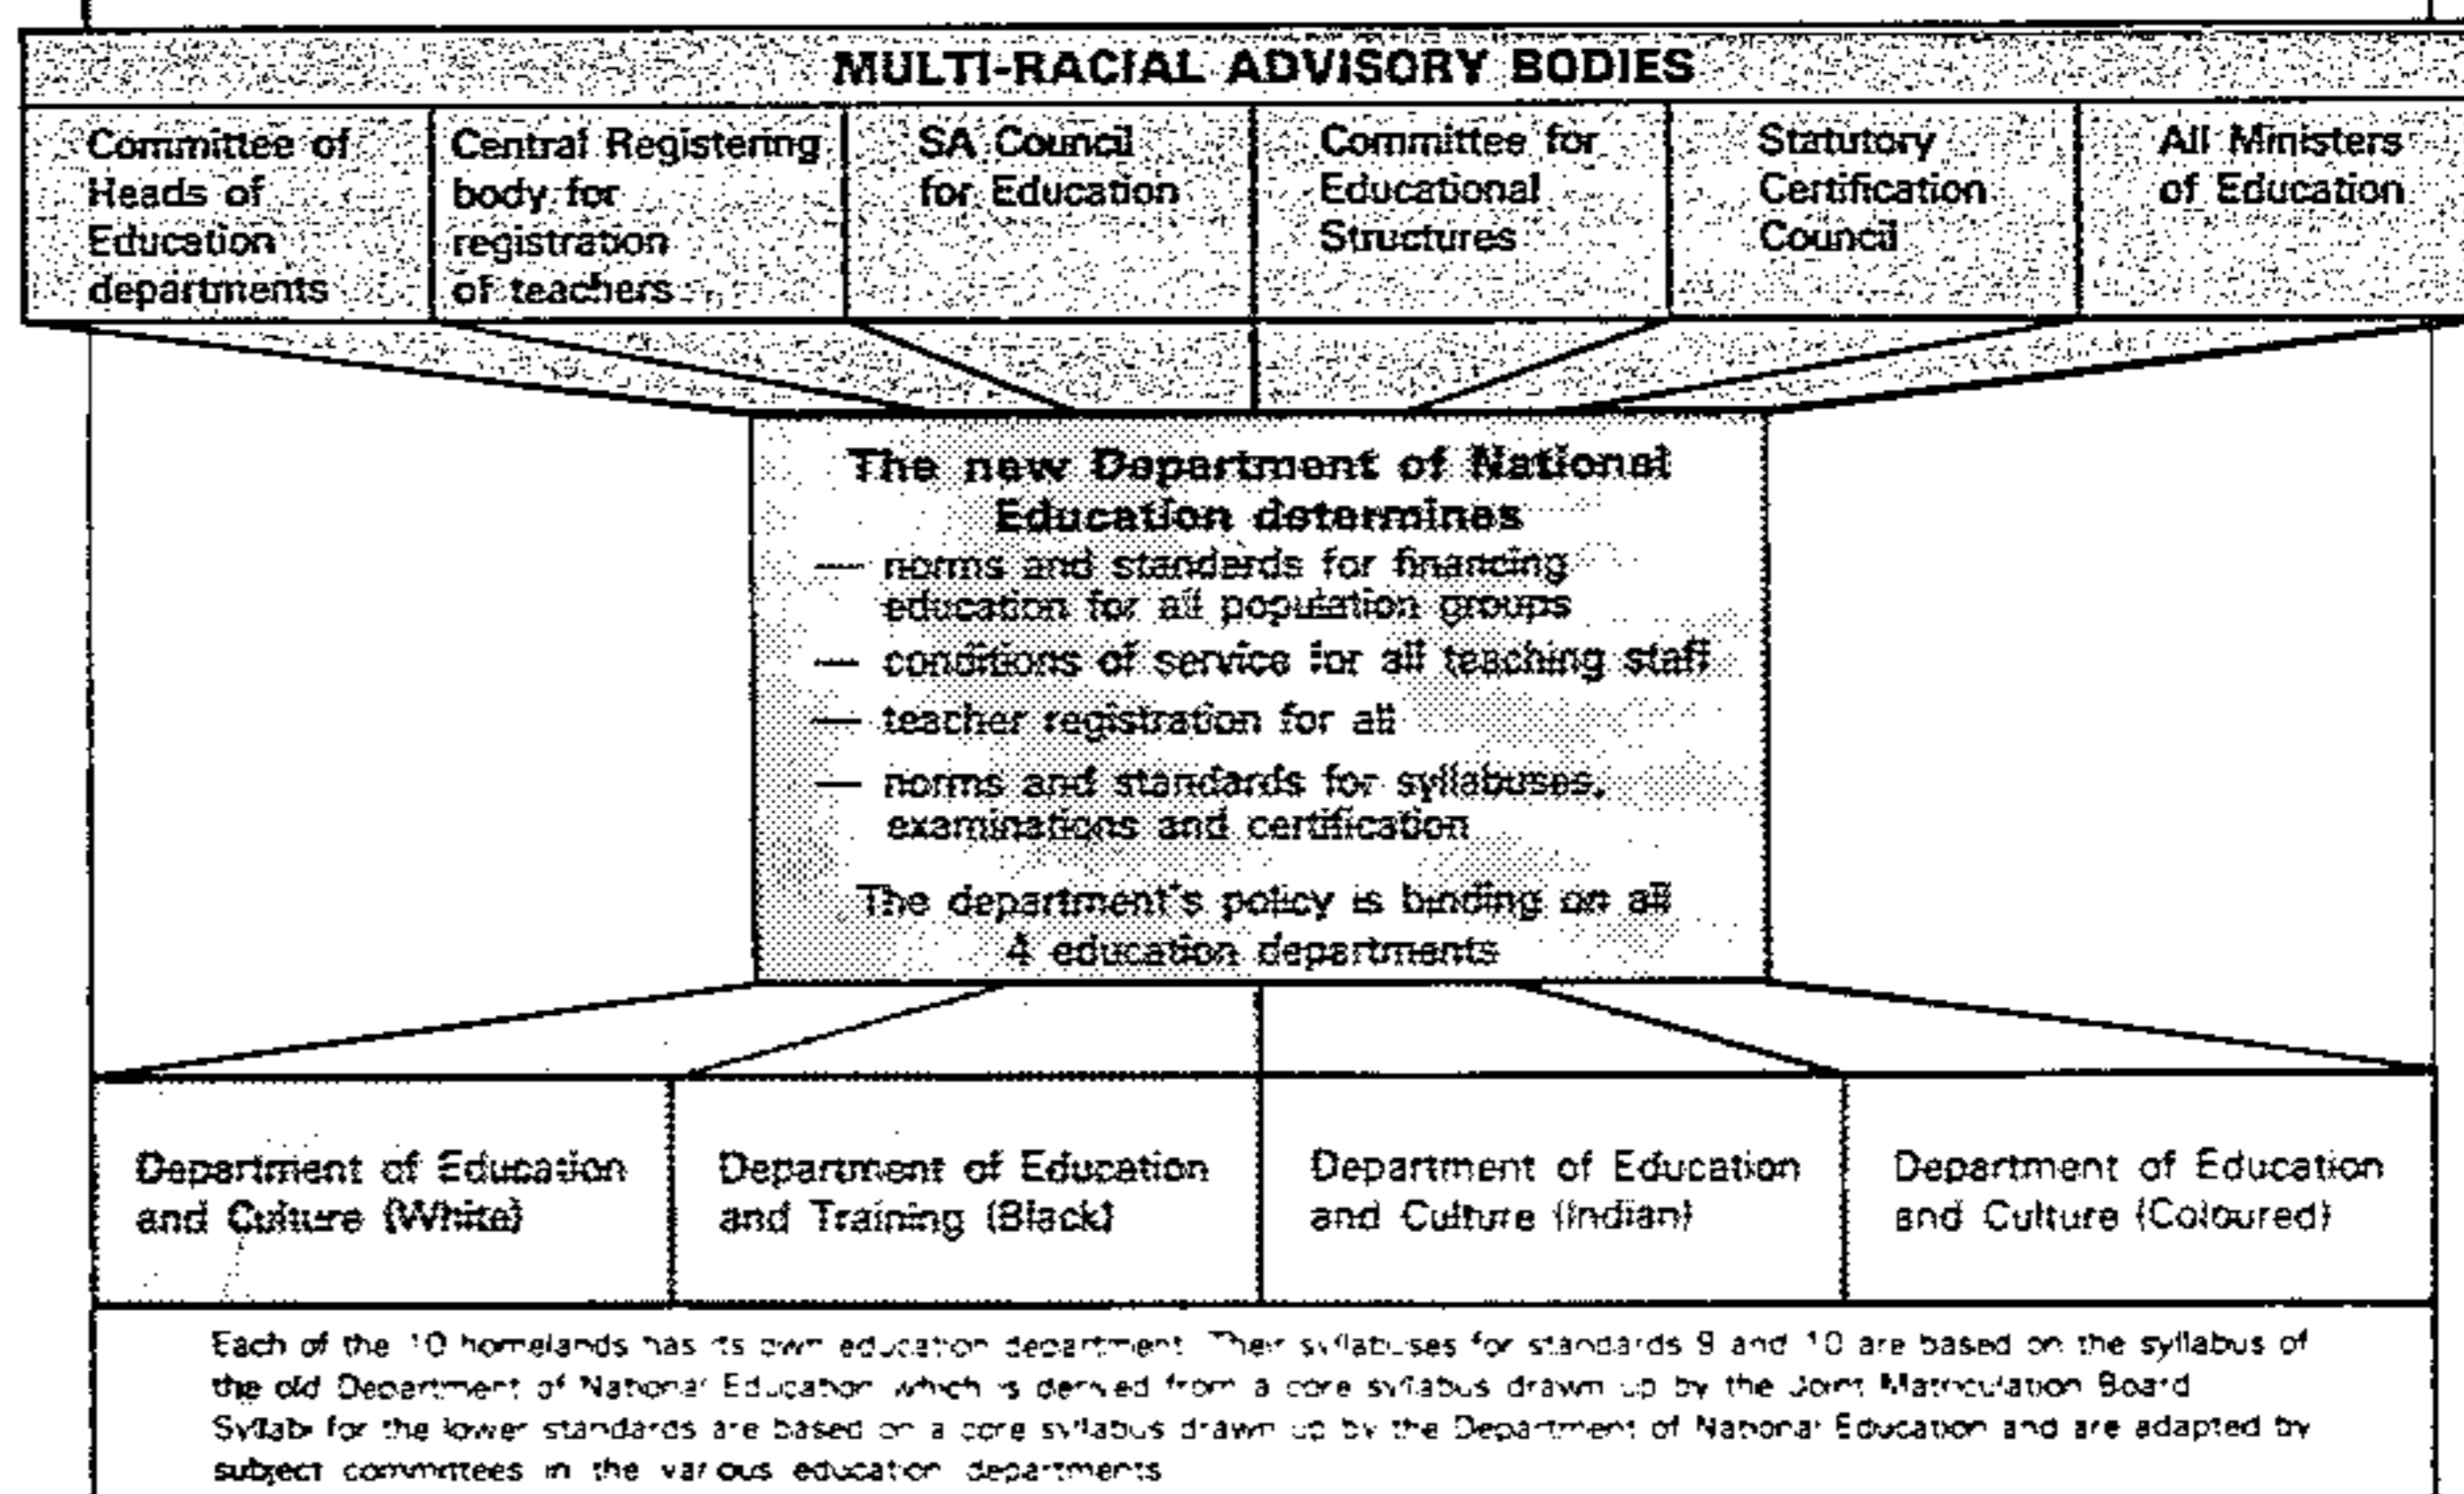 MULTI-RACIAL ADVISORY BODIES
Committee of
Heads of
Education
departments
Central Registering
body for
registration
of teachers
SA Council
for Education
Committee for
Educational
Structures
Statutory
Certification
Council
All Ministers
of Education
The new Department of National
Education determines
— norms and standards for financing
education for all population groups
— conditions of service for all teaching staff
— teacher registration for all
— norms and standards for syllabuses,
examinations and certification
The department's policy is binding on all
4 education departments
Department of Education
and Culture (White)
Department of Education
and Training (Black)
Department of Education
and Culture (Indian)
Department of Education
and Culture (Coloured)
Each of the 10 homelands has its own education department. Their syllabuses for standards 9 and 10 are based on the syllabus of
the old Department of National Education which is derived from a core syllabus drawn up by the Joint Matriculation Board
Syllabi for the lower standards are based on a core syllabus drawn up by the Department of National Education and are adapted by
subject committees in the various education departments